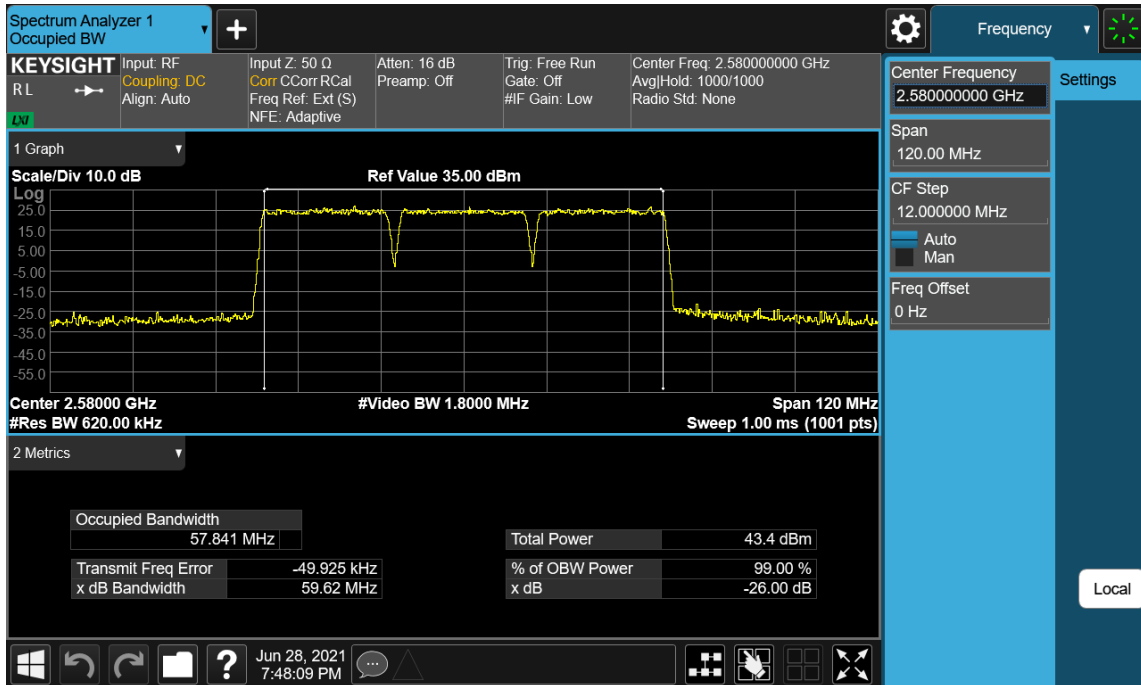 Spectrum Analyzer 1
Occupied BW
Frequency
KEYSIGHT
R L
LXI
Input: RF
Coupling: DC
Align: Auto
Input Z: 50 Ω
Corr CCorr RCal
Freq Ref: Ext (S)
NFE: Adaptive
Atten: 16 dB
Preamp: Off
Trig: Free Run
Gate: Off
#IF Gain: Low
Center Freq: 2.580000000 GHz
Avg|Hold: 1000/1000
Radio Std: None
Center Frequency
2.580000000 GHz
Settings
Span
120.00 MHz
CF Step
12.000000 MHz
Auto
Man
Freq Offset
0 Hz
Local
1 Graph
Scale/Div 10.0 dB
Ref Value 35.00 dBm
Log
25.0
15.0
5.00
-5.00
-15.0
-25.0
-35.0
-45.0
-55.0
Center 2.58000 GHz
#Video BW 1.8000 MHz
Span 120 MHz
#Res BW 620.00 kHz
Sweep 1.00 ms (1001 pts)
2 Metrics
Occupied Bandwidth
57.841 MHz
Total Power 43.4 dBm
Transmit Freq Error -49.925 kHz
% of OBW Power 99.00 %
x dB Bandwidth 59.62 MHz
x dB -26.00 dB
?
Jun 28, 2021
7:48:09 PM